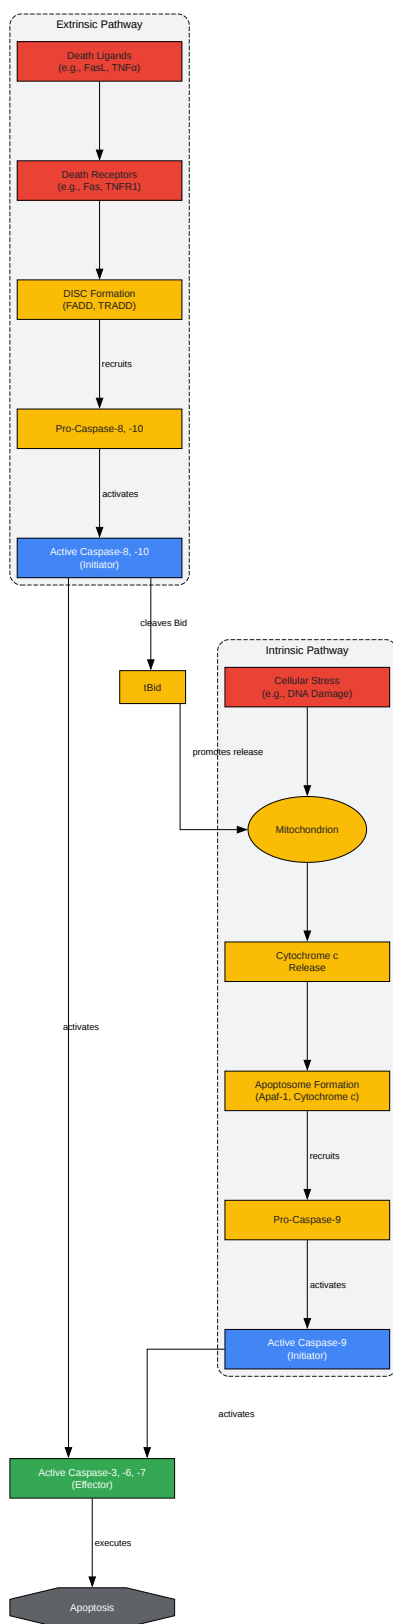 Extrinsic Pathway
Death Ligands
(e.g., FasL, TNFα)
Death Receptors
(e.g., Fas, TNFR1)
DISC Formation
(FADD, TRADD)
recruits
Pro-Caspase-8, -10
activates
Active Caspase-8, -10
(Initiator)
cleaves Bid
tBid
Intrinsic Pathway
Cellular Stress
(e.g., DNA Damage)
promotes release
Mitochondrion
Cytochrome c
Release
activates
Apoptosome Formation
(Apaf-1, Cytochrome c)
recruits
Pro-Caspase-9
activates
Active Caspase-9
(Initiator)
activates
Active Caspase-3, -6, -7
(Effector)
executes
Apoptosis